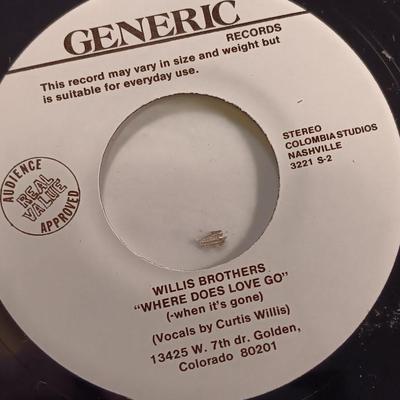 GENERIC
RECORDS
This record may vary in size and weight but
is suitable for everyday use.
AUDIENCE
REAL
VALUE
APPROVED
STEREO
COLOMBIA STUDIOS
NASHVILLE
3221 S-2
WILLIS BROTHERS
"WHERE DOES LOVE GO"
(-when it's gone)
(Vocals by Curtis Willis)
13425 W. 7th dr. Golden,
Colorado 80201